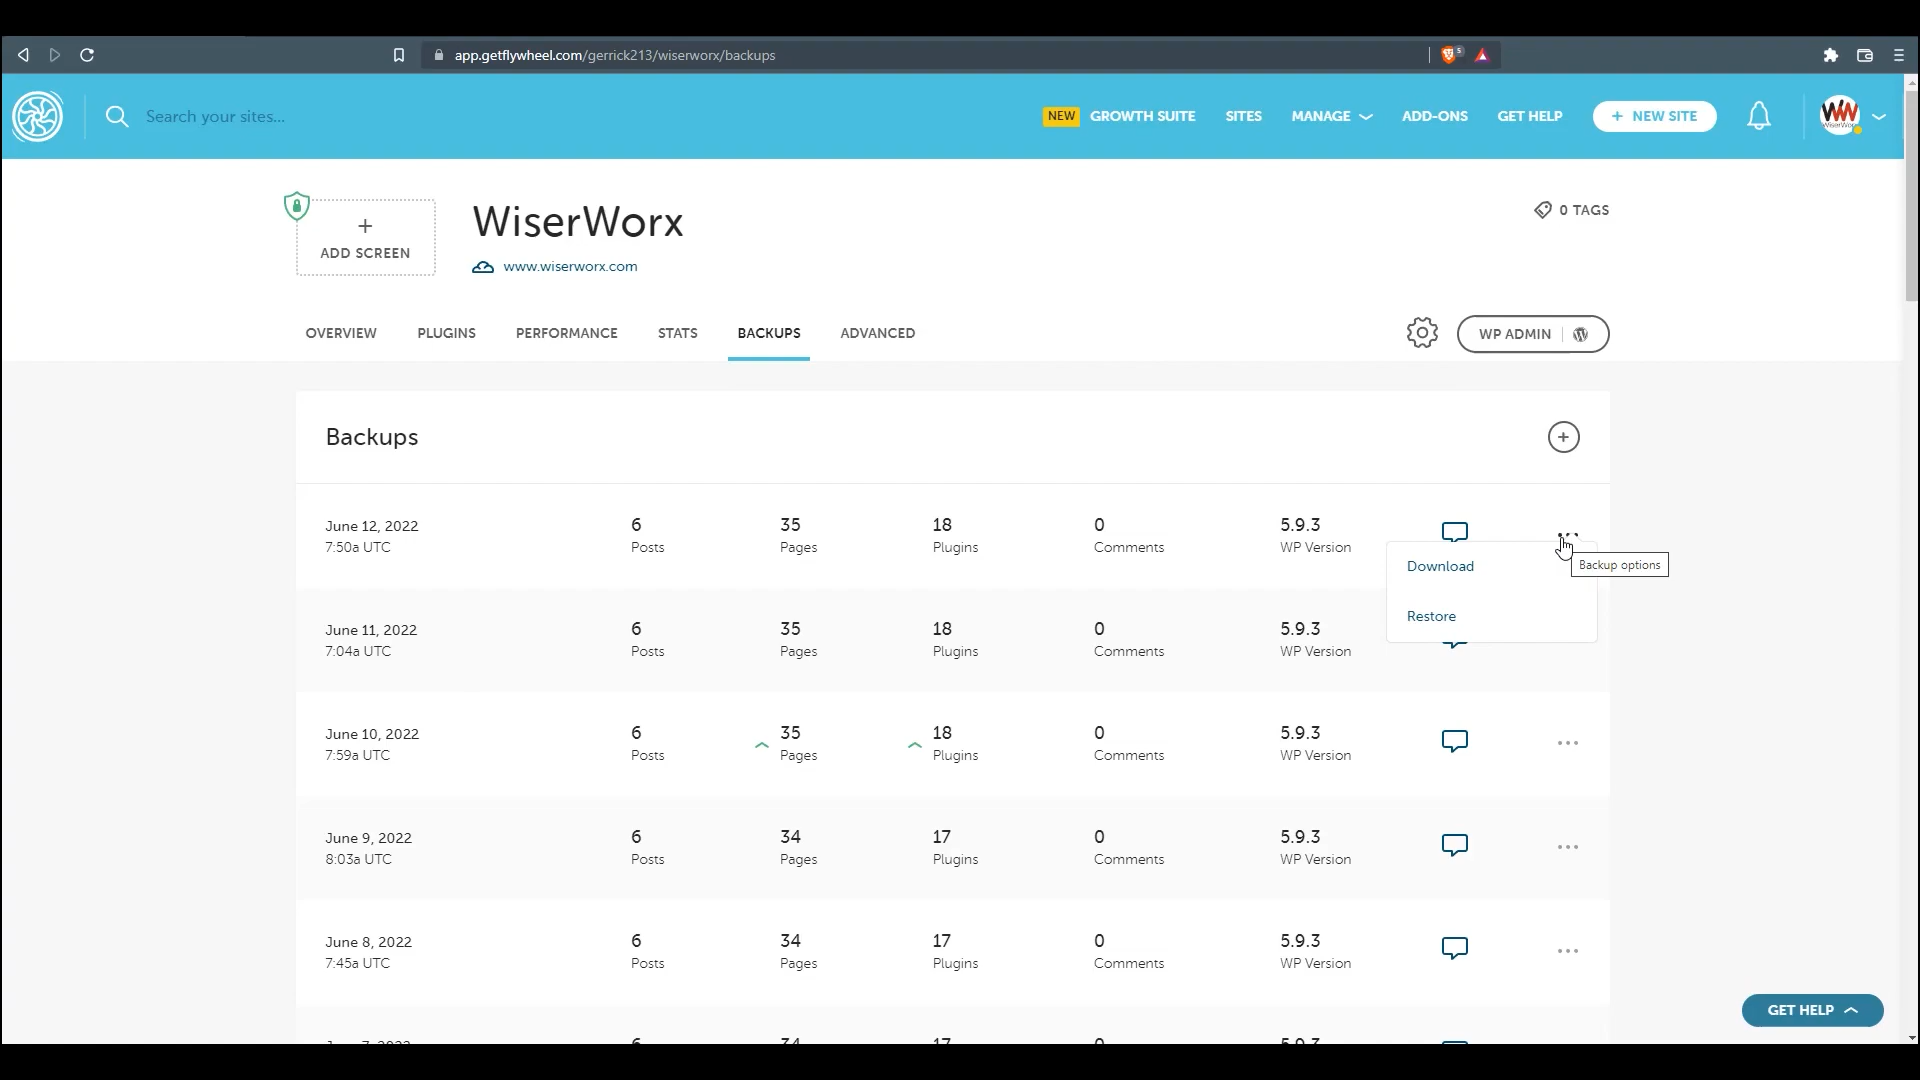 app.getflywheel.com/gerrick213/wiserworx/backups
5
Search your sites...
NEW GROWTH SUITE SITES MANAGE ADD-ONS GET HELP + NEW SITE
WW
WiserWorx
+
ADD SCREEN
WiserWorx
www.wiserworx.com
0 TAGS
OVERVIEW PLUGINS PERFORMANCE STATS BACKUPS ADVANCED
WP ADMIN
Backups
June 12, 2022 6 35 18 0 5.9.3
7:50a UTC Posts Pages Plugins Comments WP Version
Download
Backup options
Restore
June 11, 2022 6 35 18 0 5.9.3
7:04a UTC Posts Pages Plugins Comments WP Version
June 10, 2022 6 35 18 0 5.9.3
7:59a UTC Posts Pages Plugins Comments WP Version
June 9, 2022 6 34 17 0 5.9.3
8:03a UTC Posts Pages Plugins Comments WP Version
June 8, 2022 6 34 17 0 5.9.3
7:45a UTC Posts Pages Plugins Comments WP Version
GET HELP